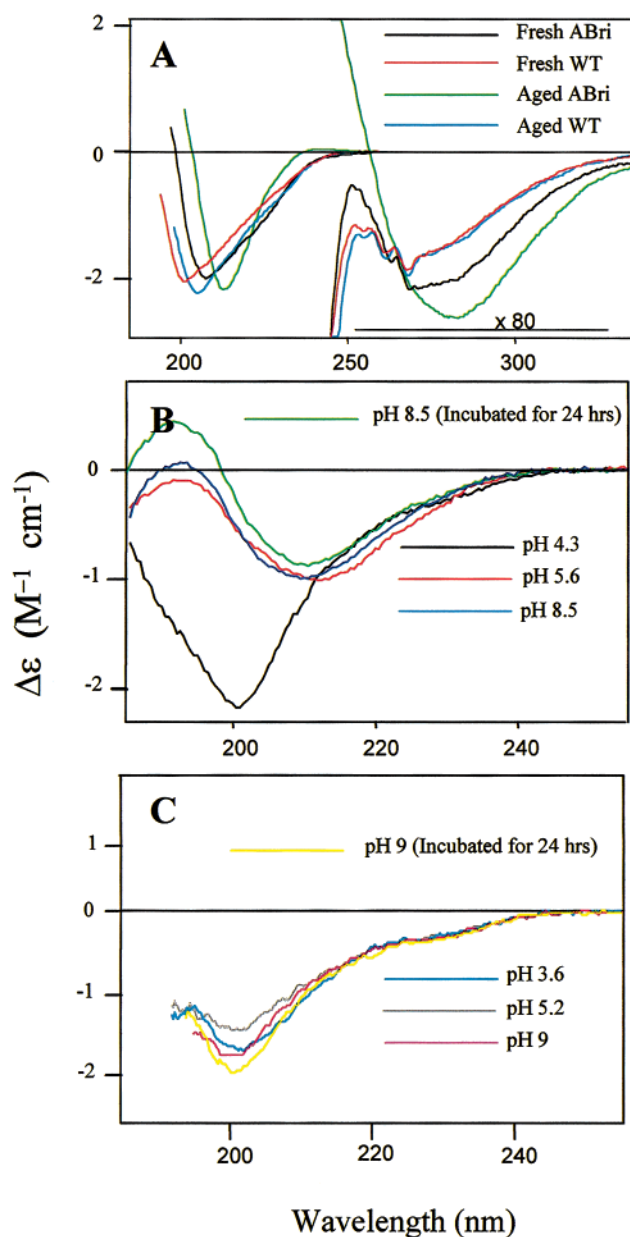 2
A
Fresh ABri
Fresh WT
Aged ABri
Aged WT
0
-2
x 80
200
250
300
B
pH 8.5 (Incubated for 24 hrs)
0
pH 4.3
pH 5.6
pH 8.5
-1
-2
200
220
240
Δε (M⁻¹ cm⁻¹)
C
1
pH 9 (Incubated for 24 hrs)
0
pH 3.6
-1
pH 5.2
pH 9
-2
200
220
240
Wavelength (nm)